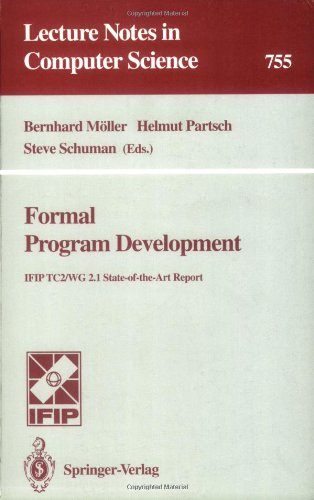 Lecture Notes in
Computer Science 755
Bernhard Möller Helmut Partsch
Steve Schuman (Eds.)
Formal
Program Development
IFIP TC2/WG 2.1 State-of-the-Art Report
IFIP
Springer-Verlag